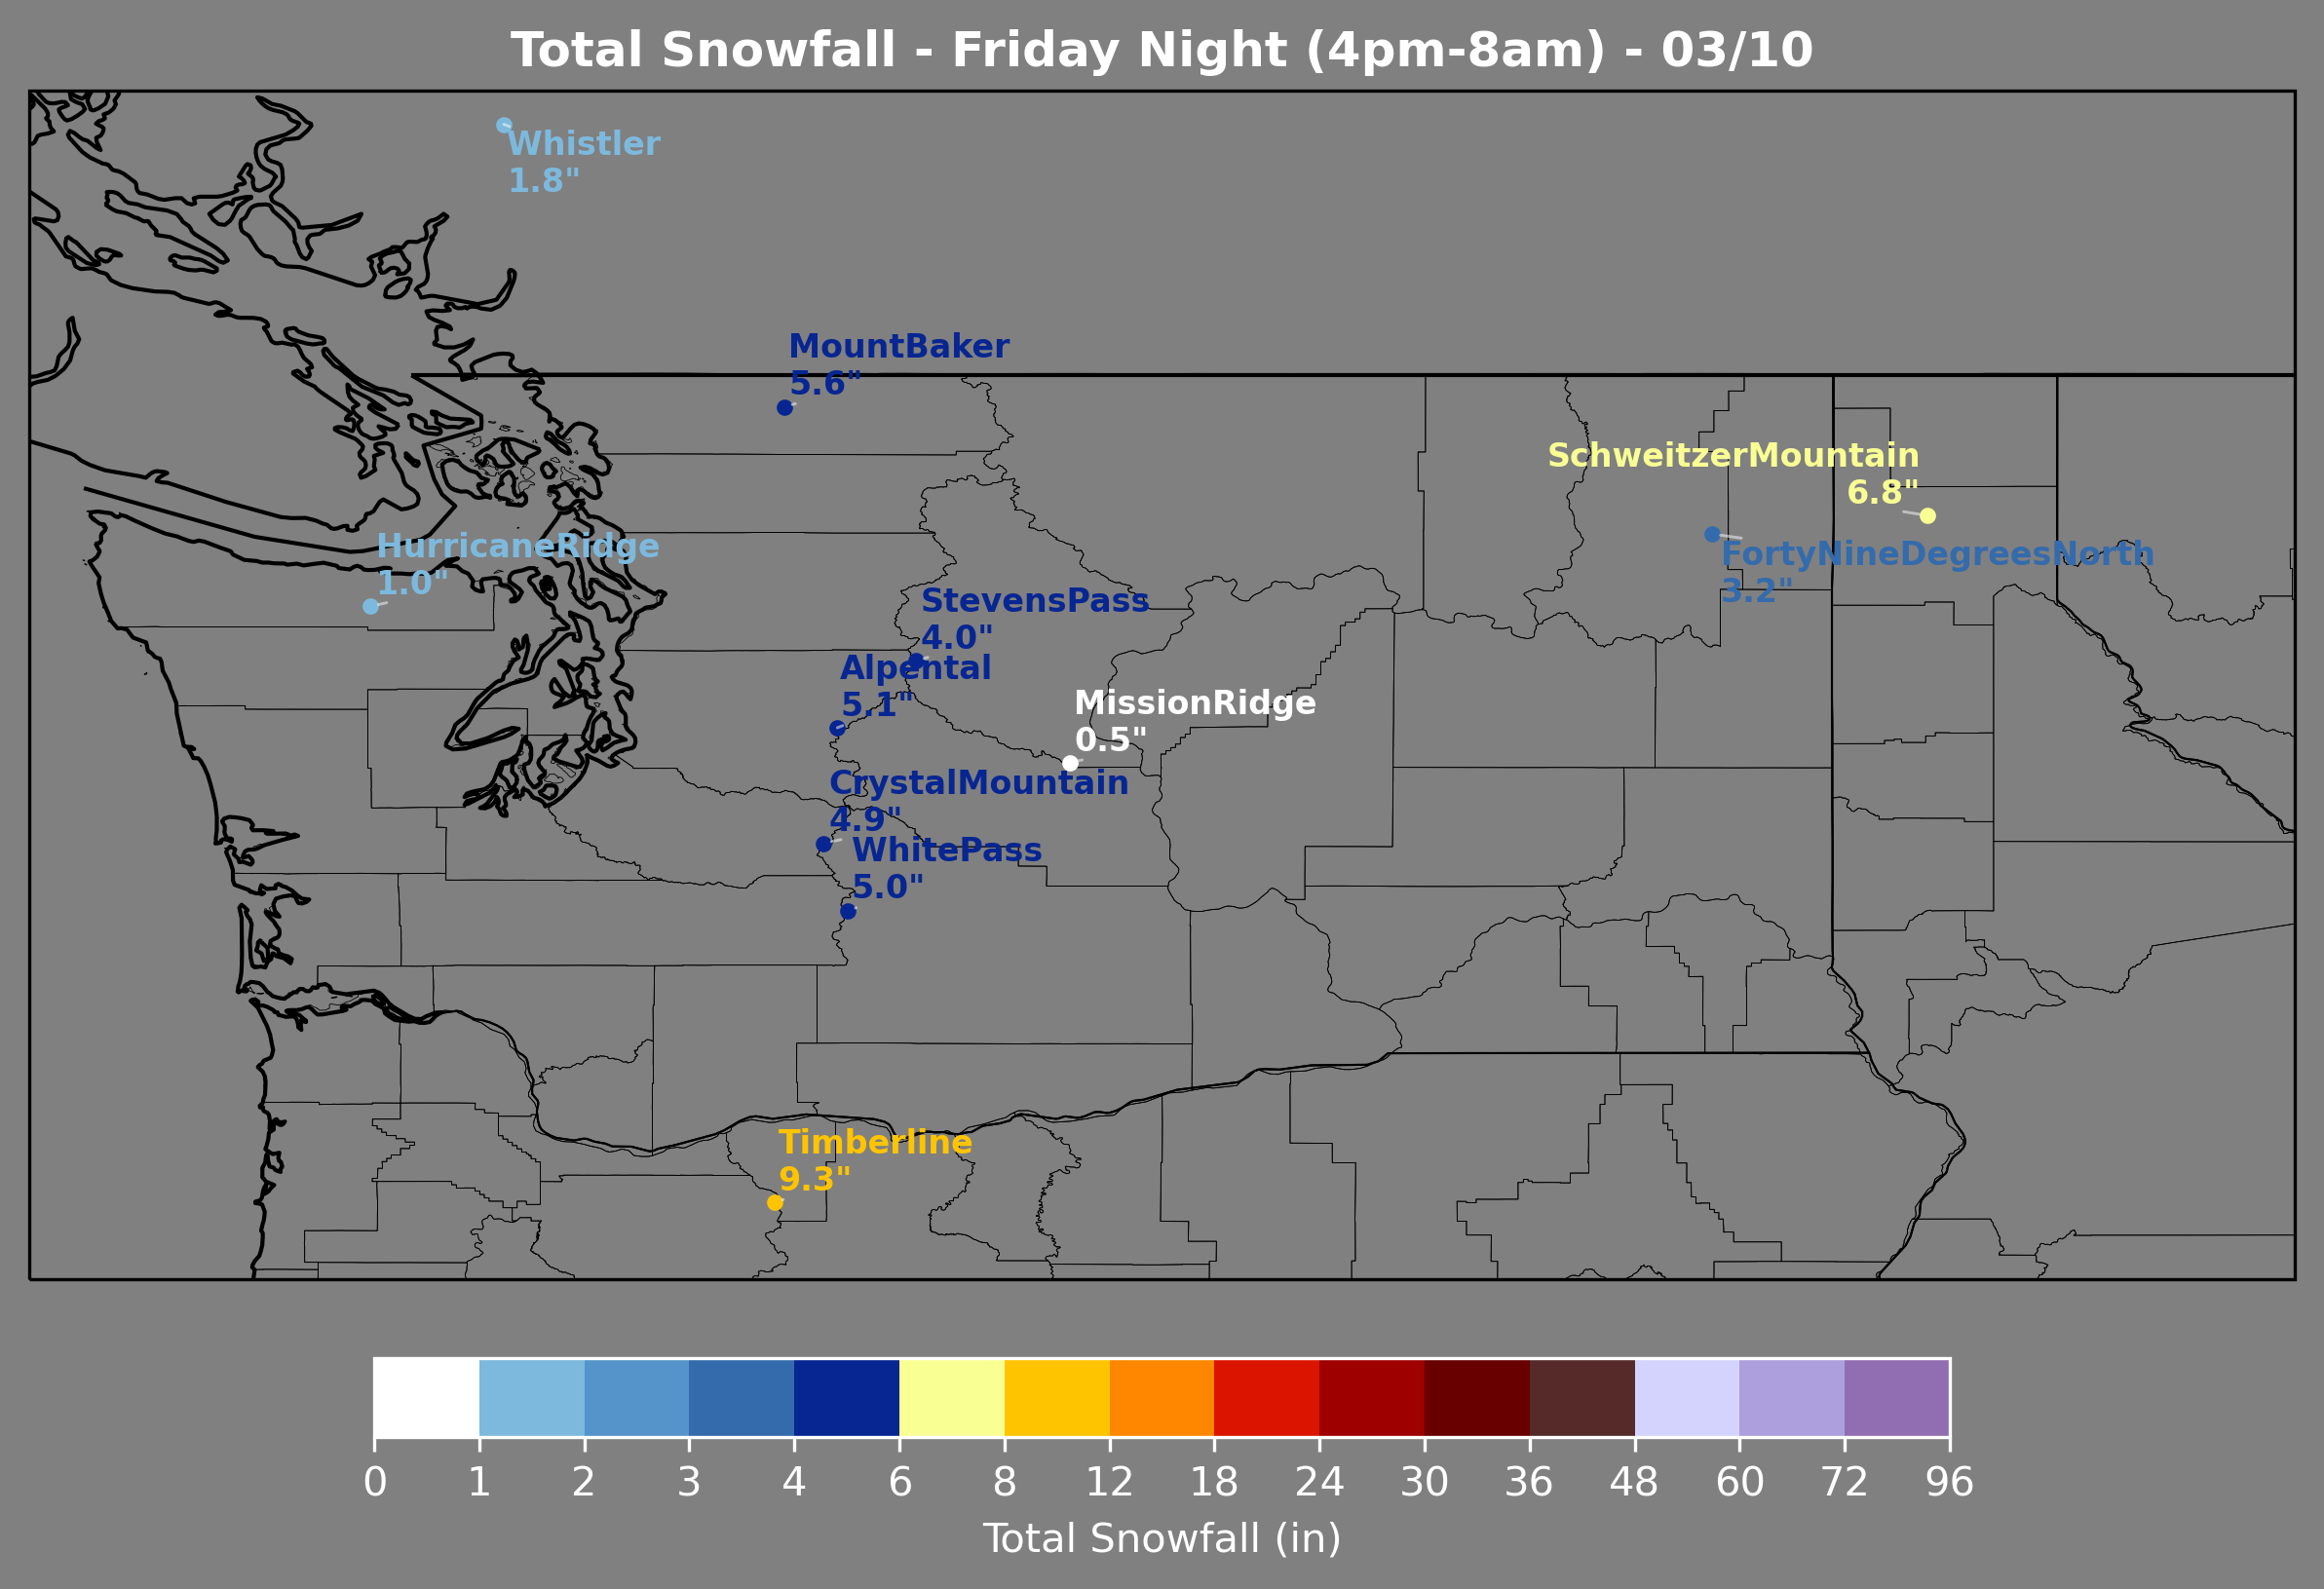 Total Snowfall - Friday Night (4pm-8am) - 03/10
Whistler
1.8"
MountBaker
5.6"
SchweitzerMountain
6.8"
HurricaneRidge
1.0"
FortyNineDegreesNorth
3.2"
StevensPass
4.0"
Alpental
5.1"
MissionRidge
0.5"
CrystalMountain
4.9"
WhitePass
5.0"
Timberline
9.3"
0 1 2 3 4 6 8 12 18 24 30 36 48 60 72 96
Total Snowfall (in)